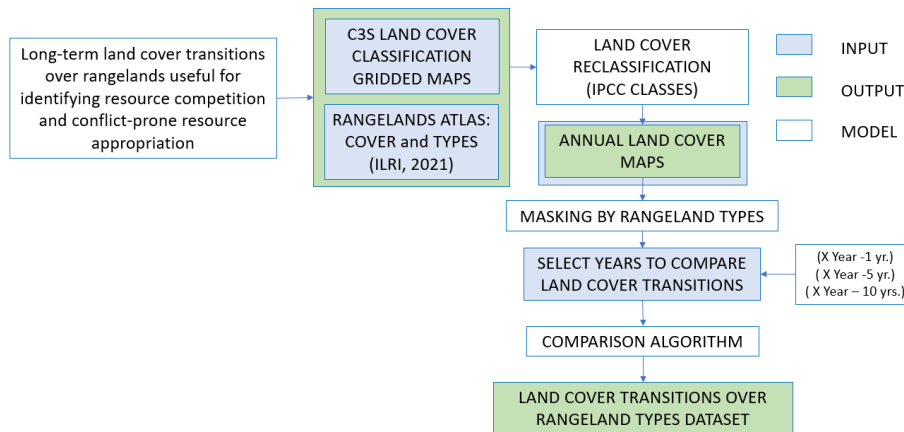 Long-term land cover transitions
over rangelands useful for
identifying resource competition
and conflict-prone resource
appropriation
C3S LAND COVER
CLASSIFICATION
GRIDDED MAPS
RANGELANDS ATLAS:
COVER and TYPES
(ILRI, 2021)
LAND COVER
RECLASSIFICATION
(IPCC CLASSES)
ANNUAL LAND COVER
MAPS
MASKING BY RANGELAND TYPES
SELECT YEARS TO COMPARE
LAND COVER TRANSITIONS
(X Year -1 yr.)
( X Year -5 yr.)
( X Year – 10 yrs.)
COMPARISON ALGORITHM
LAND COVER TRANSITIONS OVER
RANGELAND TYPES DATASET
INPUT
OUTPUT
MODEL